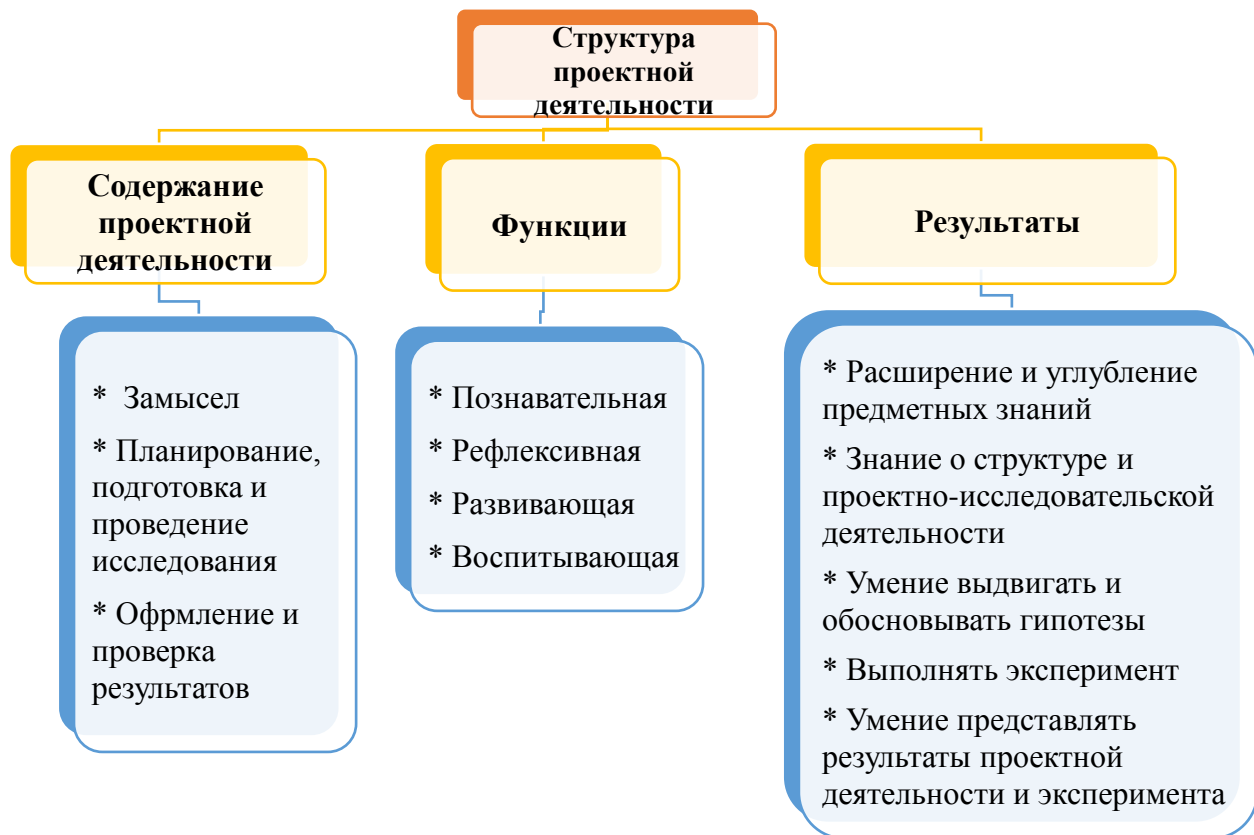 Структура
проектной
деятельности
Содержание
проектной
деятельности
* Замысел
* Планирование,
подготовка и
проведение
исследования
* Офрмление и
проверка
результатов
Функции
* Познавательная
* Рефлексивная
* Развивающая
* Воспитывающая
Результаты
* Расширение и углубление
предметных знаний
* Знание о структуре и
проектно-исследовательской
деятельности
* Умение выдвигать и
обосновывать гипотезы
* Выполнять эксперимент
* Умение представлять
результаты проектной
деятельности и эксперимента